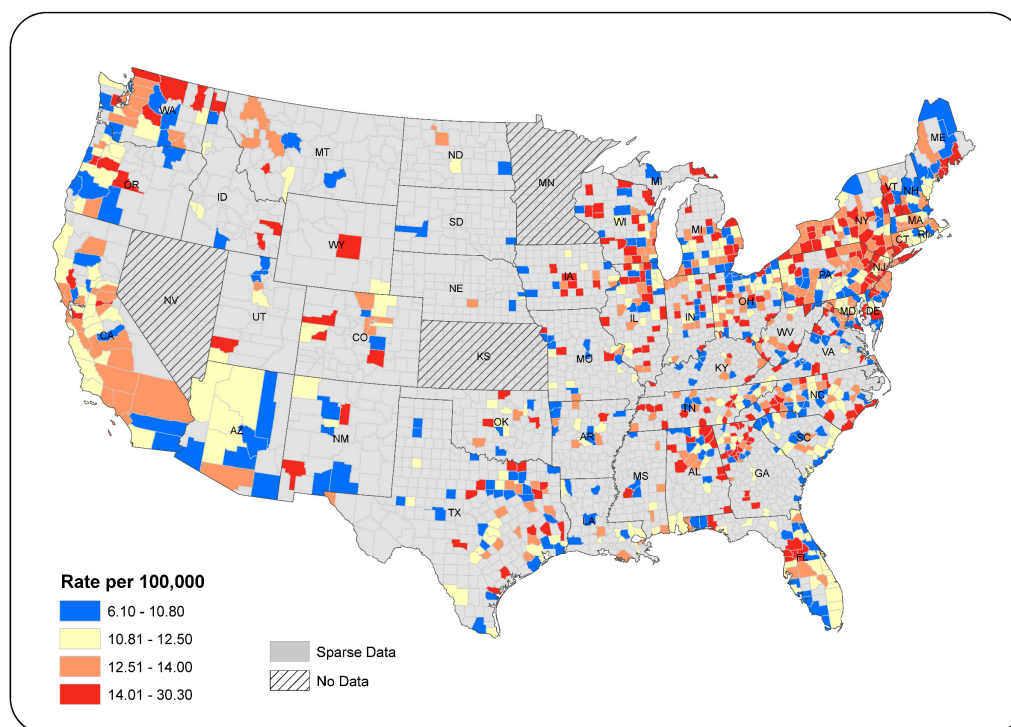 WA
MT
ND
MN
ME
OR
ID
WY
SD
WI
MI
MI
VT
NH
NY
MA
CT
RI
NV
UT
CO
NE
IA
IL
IN
OH
PA
NJ
MD
DE
CA
KS
MO
WV
VA
KY
AZ
NM
OK
AR
TN
NC
SC
TX
LA
MS
AL
GA
FL
Rate per 100,000
6.10 - 10.80
10.81 - 12.50
12.51 - 14.00
14.01 - 30.30
Sparse Data
No Data